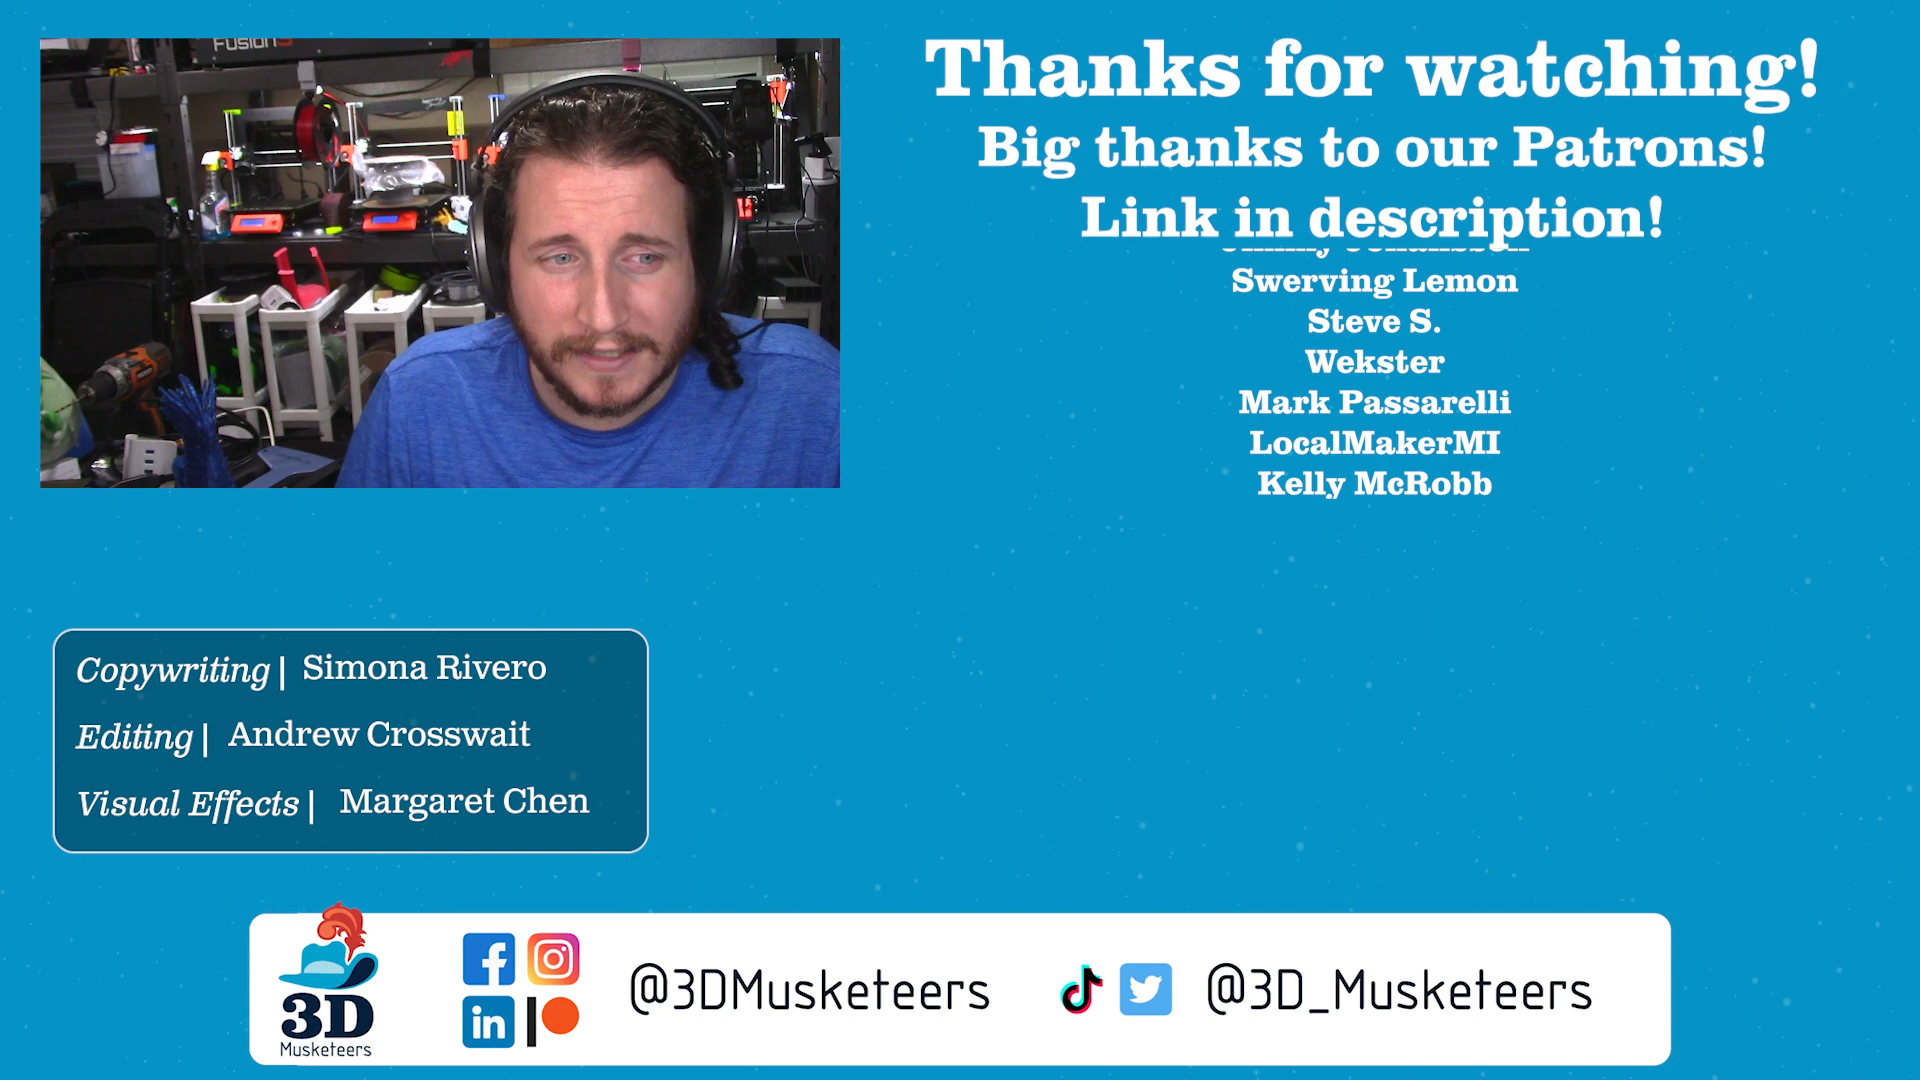 Fusion3
Thanks for watching!
Big thanks to our Patrons!
Link in description!
Swerving Lemon
Steve S.
Wekster
Mark Passarelli
LocalMakerMI
Kelly McRobb
Copywriting | Simona Rivero
Editing | Andrew Crosswait
Visual Effects | Margaret Chen
3D
Musketeers
@3DMusketeers
@3D_Musketeers